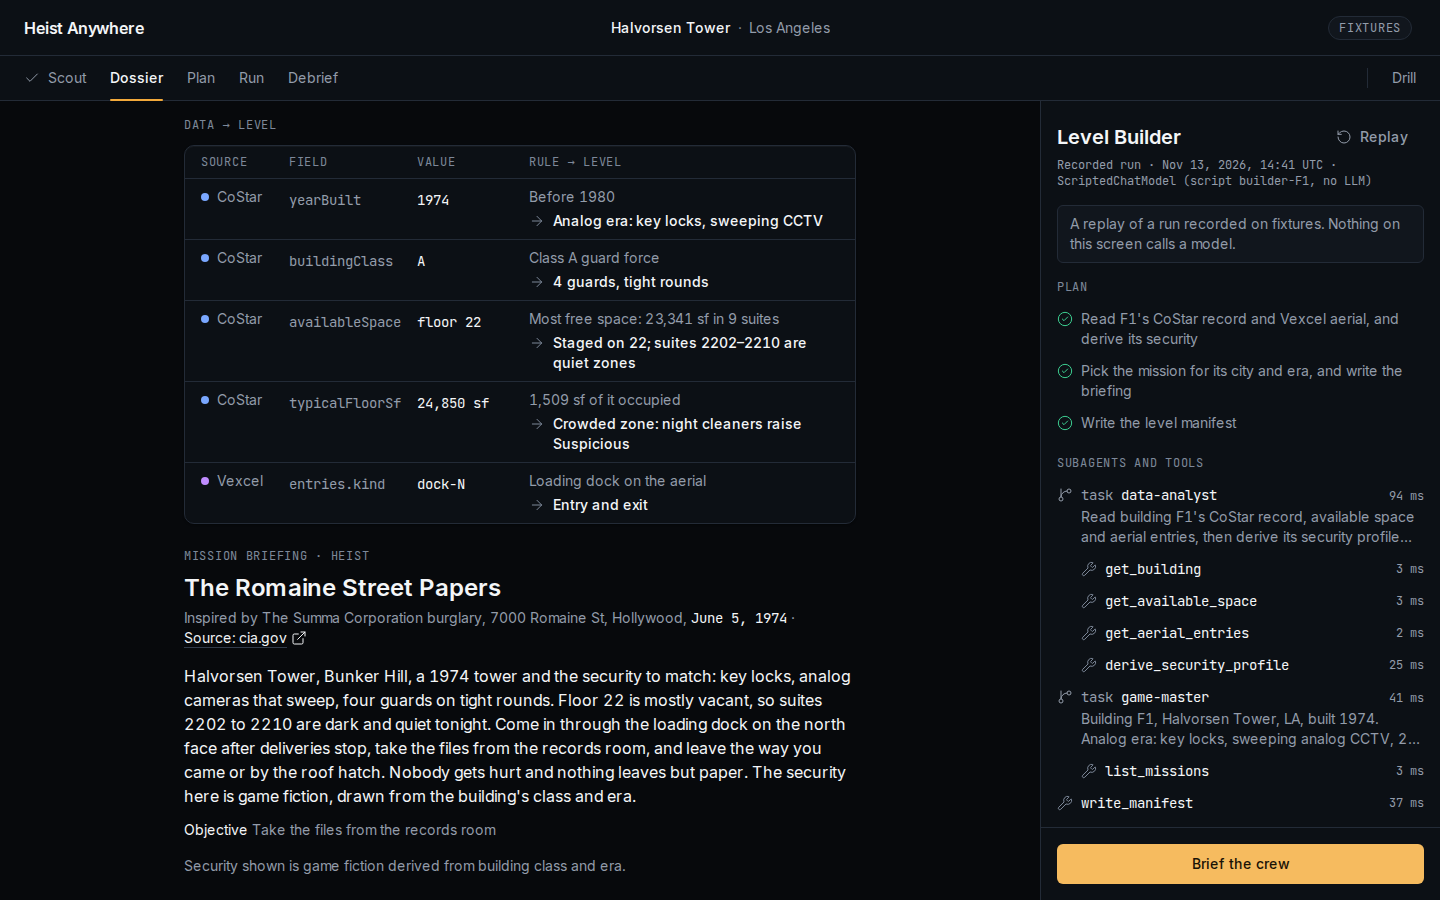 Heist Anywhere
Halvorsen Tower · Los Angeles
FIXTURES
Scout
Dossier
Plan
Run
Debrief
Drill
DATA → LEVEL
SOURCE FIELD VALUE RULE → LEVEL
CoStar yearBuilt 1974 Before 1980
→ Analog era: key locks, sweeping CCTV
CoStar buildingClass A Class A guard force
→ 4 guards, tight rounds
CoStar availableSpace floor 22 Most free space: 23,341 sf in 9 suites
→ Staged on 22; suites 2202–2210 are
quiet zones
CoStar typicalFloorSf 24,850 sf 1,509 sf of it occupied
→ Crowded zone: night cleaners raise
Suspicious
Vexcel entries.kind dock-N Loading dock on the aerial
→ Entry and exit
MISSION BRIEFING · HEIST
The Romaine Street Papers
Inspired by The Summa Corporation burglary, 7000 Romaine St, Hollywood, June 5, 1974 ·
Source: cia.gov
Halvorsen Tower, Bunker Hill, a 1974 tower and the security to match: key locks, analog
cameras that sweep, four guards on tight rounds. Floor 22 is mostly vacant, so suites
2202 to 2210 are dark and quiet tonight. Come in through the loading dock on the north
face after deliveries stop, take the files from the records room, and leave the way you
came or by the roof hatch. Nobody gets hurt and nothing leaves but paper. The security
here is game fiction, drawn from the building's class and era.
Objective Take the files from the records room
Security shown is game fiction derived from building class and era.
Level Builder
Replay
Recorded run · Nov 13, 2026, 14:41 UTC ·
ScriptedChatModel (script builder-F1, no LLM)
A replay of a run recorded on fixtures. Nothing on
this screen calls a model.
PLAN
Read F1's CoStar record and Vexcel aerial, and
derive its security
Pick the mission for its city and era, and write the
briefing
Write the level manifest
SUBAGENTS AND TOOLS
task data-analyst 94 ms
Read building F1's CoStar record, available space
and aerial entries, then derive its security profile…
get_building 3 ms
get_available_space 3 ms
get_aerial_entries 2 ms
derive_security_profile 25 ms
task game-master 41 ms
Building F1, Halvorsen Tower, LA, built 1974.
Analog era: key locks, sweeping analog CCTV, 2…
list_missions 3 ms
write_manifest 37 ms
Brief the crew